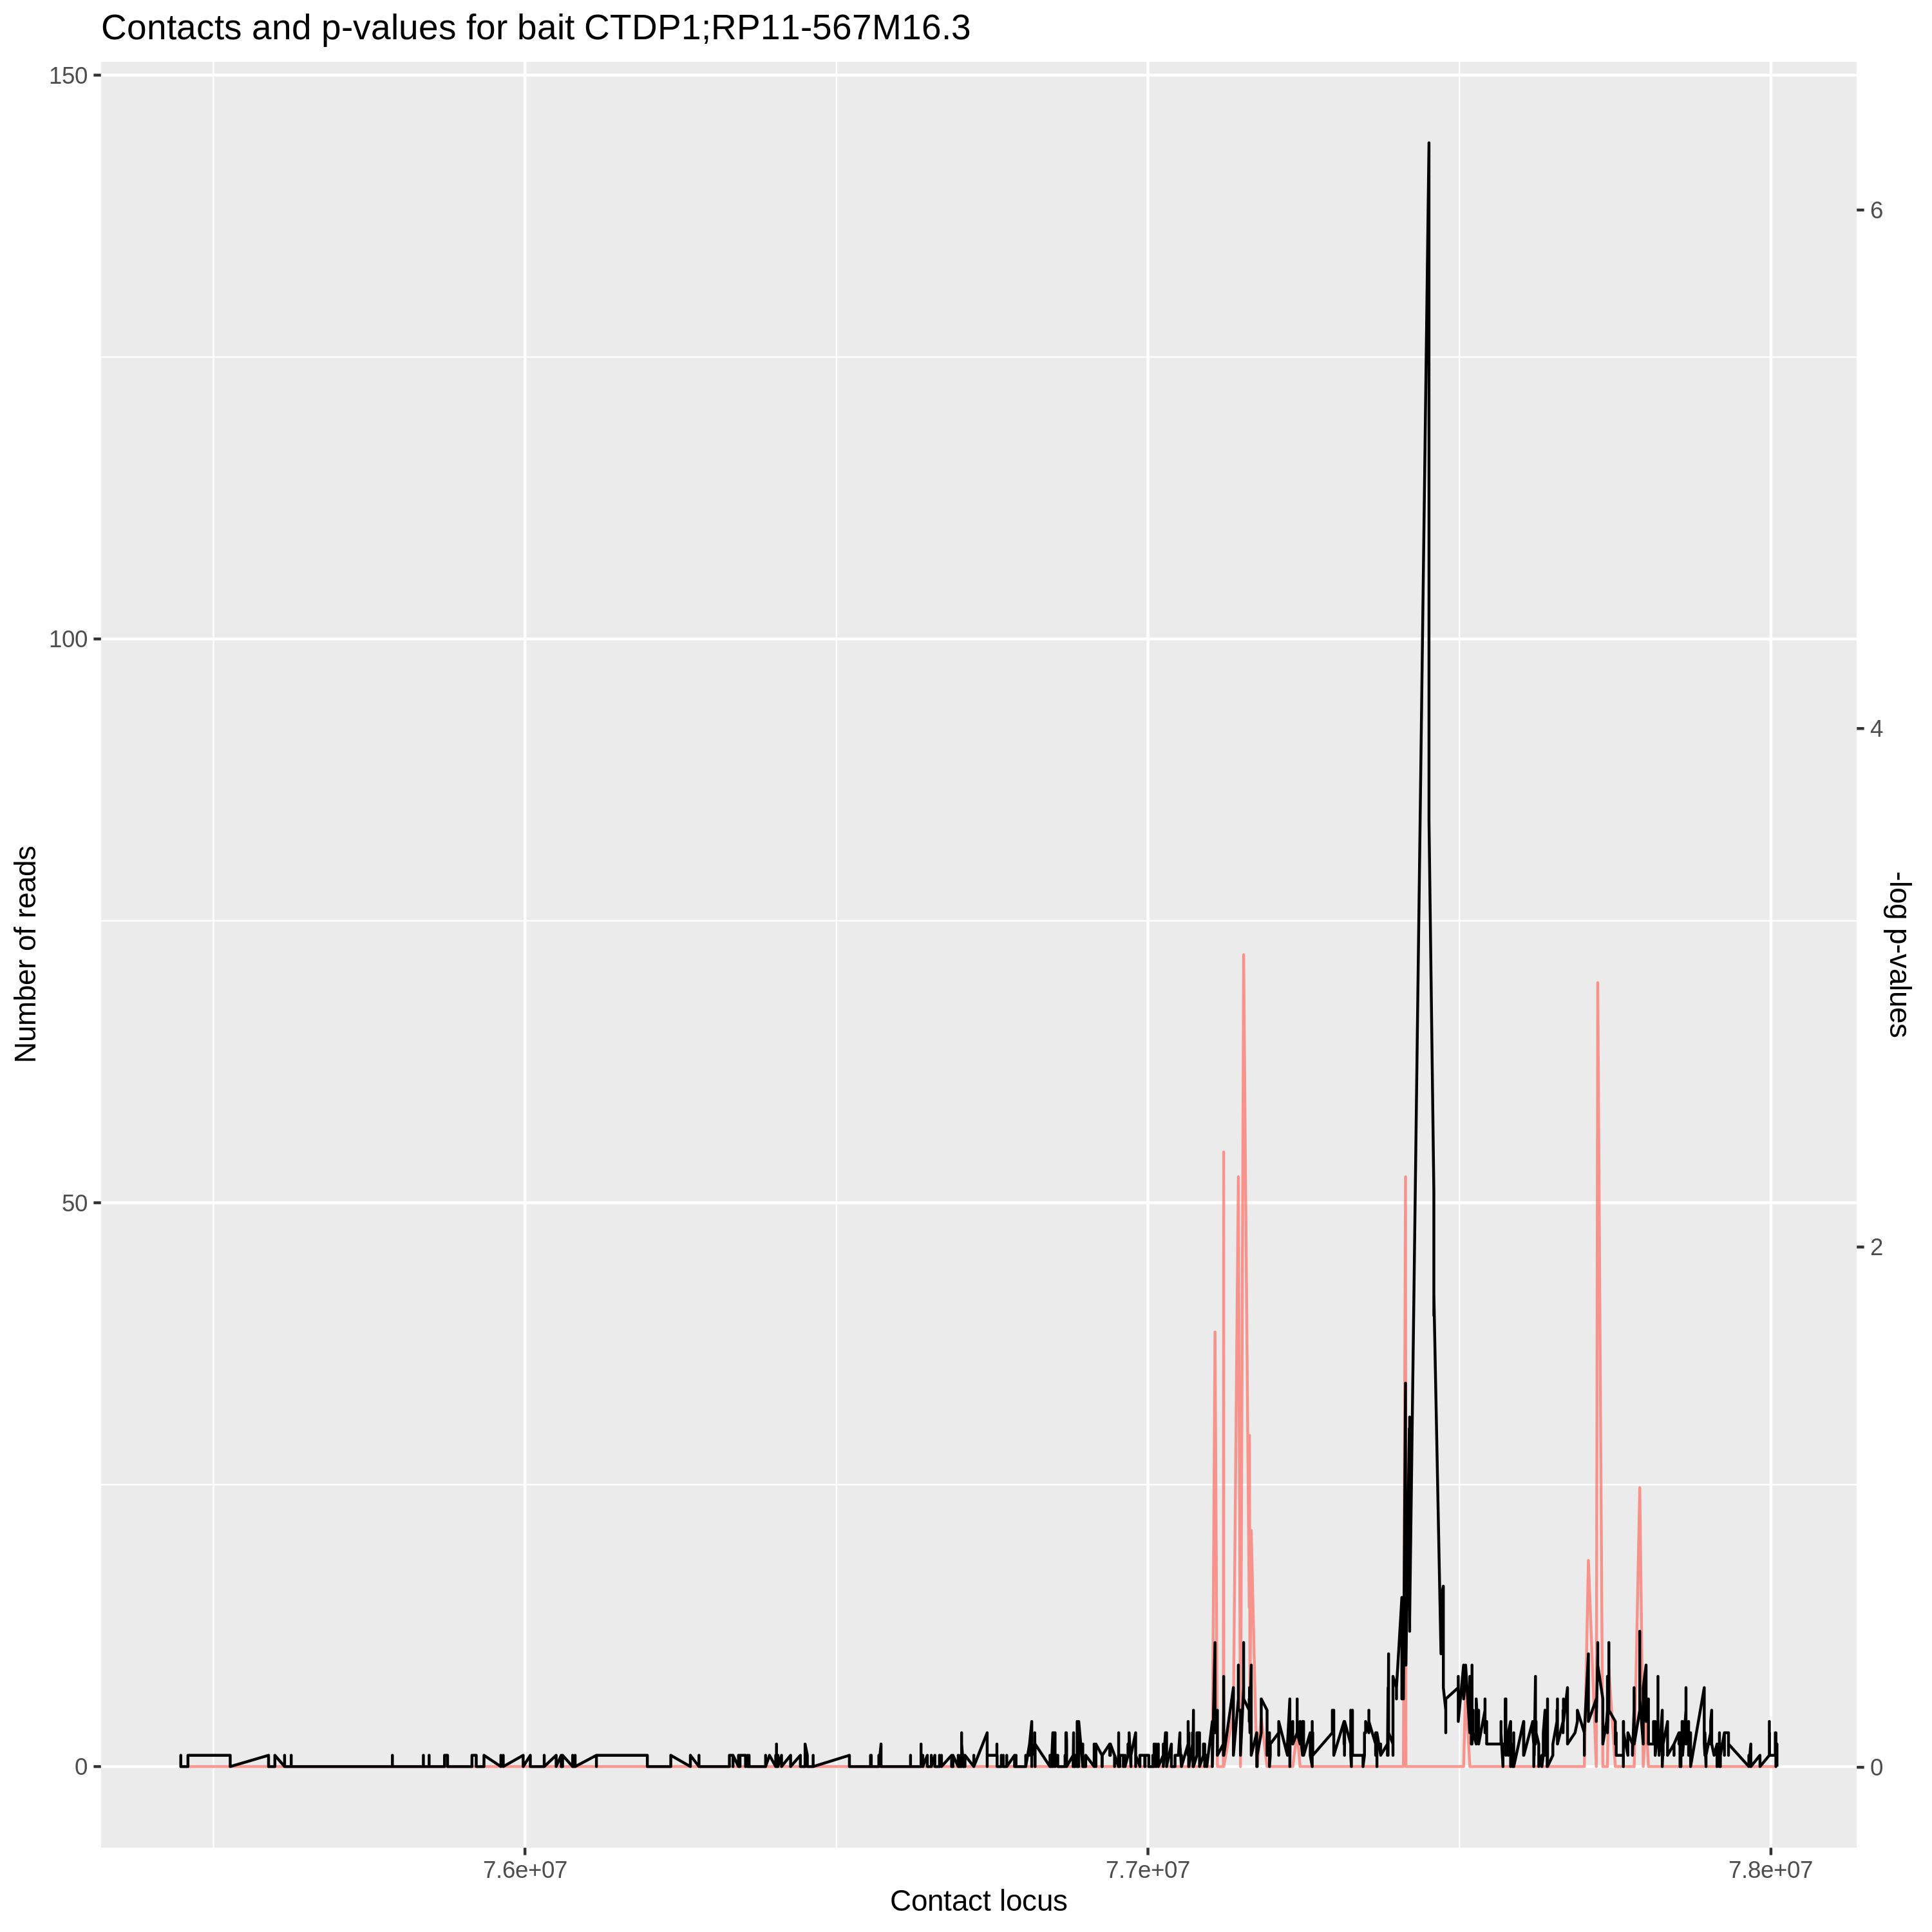 Contacts and p-values for bait CTDP1;RP11-567M16.3
150
100
50
0
Number of reads
6
4
2
0
-log p-values
7.6e+07
7.7e+07
7.8e+07
Contact locus